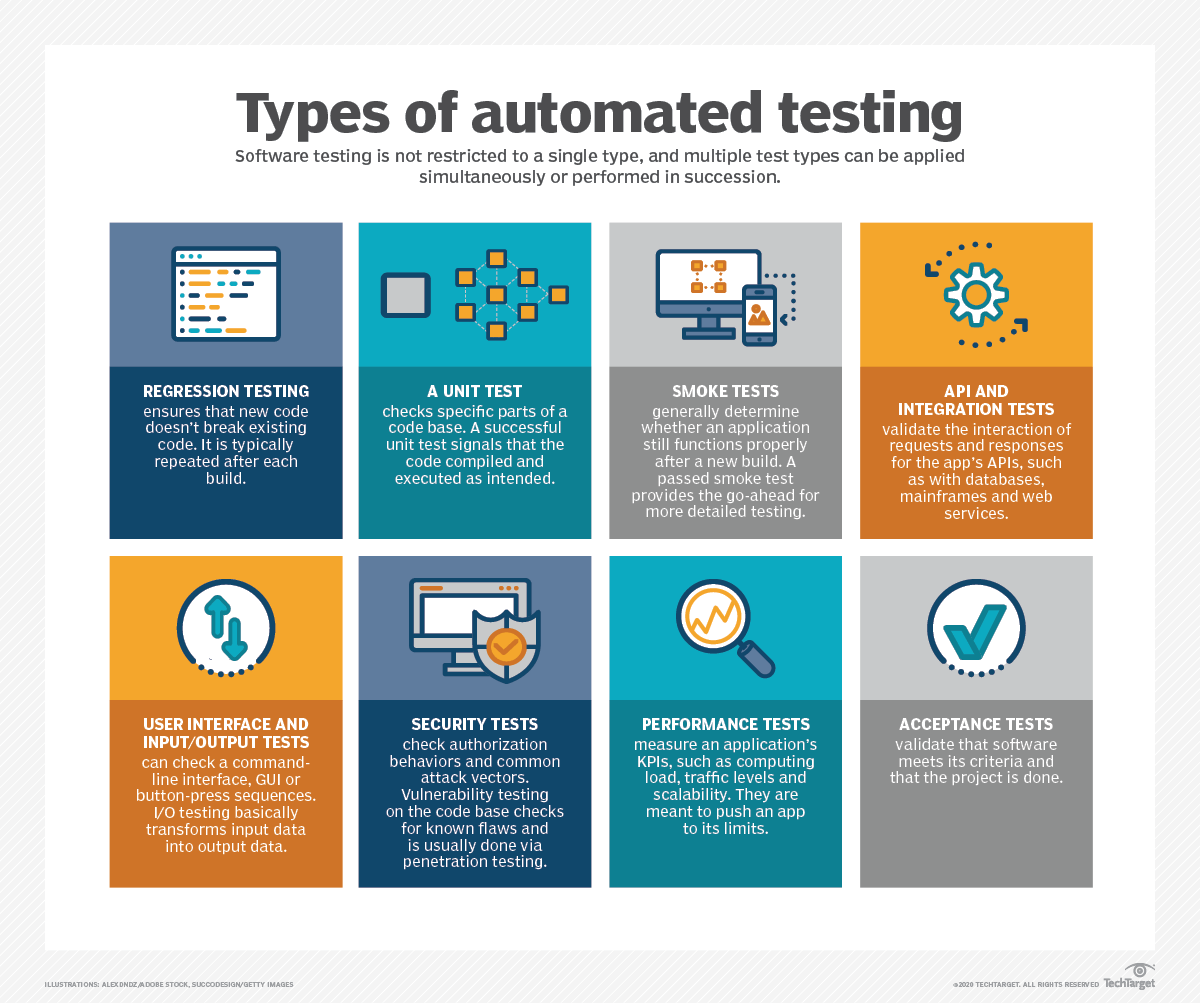 Types of automated testing
Software testing is not restricted to a single type, and multiple test types can be applied
simultaneously or performed in succession.
REGRESSION TESTING
ensures that new code
doesn’t break existing
code. It is typically
repeated after each
build.
A UNIT TEST
checks specific parts of a
code base. A successful
unit test signals that the
code compiled and
executed as intended.
SMOKE TESTS
generally determine
whether an application
still functions properly
after a new build. A
passed smoke test
provides the go-ahead for
more detailed testing.
API AND
INTEGRATION TESTS
validate the interaction of
requests and responses
for the app's APIs, such
as with databases,
mainframes and web
services.
USER INTERFACE AND
INPUT/OUTPUT TESTS
can check a command-
line interface, GUI or
button-press sequences.
I/O testing basically
transforms input data
into output data.
SECURITY TESTS
check authorization
behaviors and common
attack vectors.
Vulnerability testing
on the code base checks
for known flaws and
is usually done via
penetration testing.
PERFORMANCE TESTS
measure an application’s
KPIs, such as computing
load, traffic levels and
scalability. They are
meant to push an app
to its limits.
ACCEPTANCE TESTS
validate that software
meets its criteria and
that the project is done.
ILLUSTRATIONS: ALEXDNDZ/ADOBE STOCK, SUCCODESIGN/GETTY IMAGES
©2020 TECHTARGET. ALL RIGHTS RESERVED TechTarget